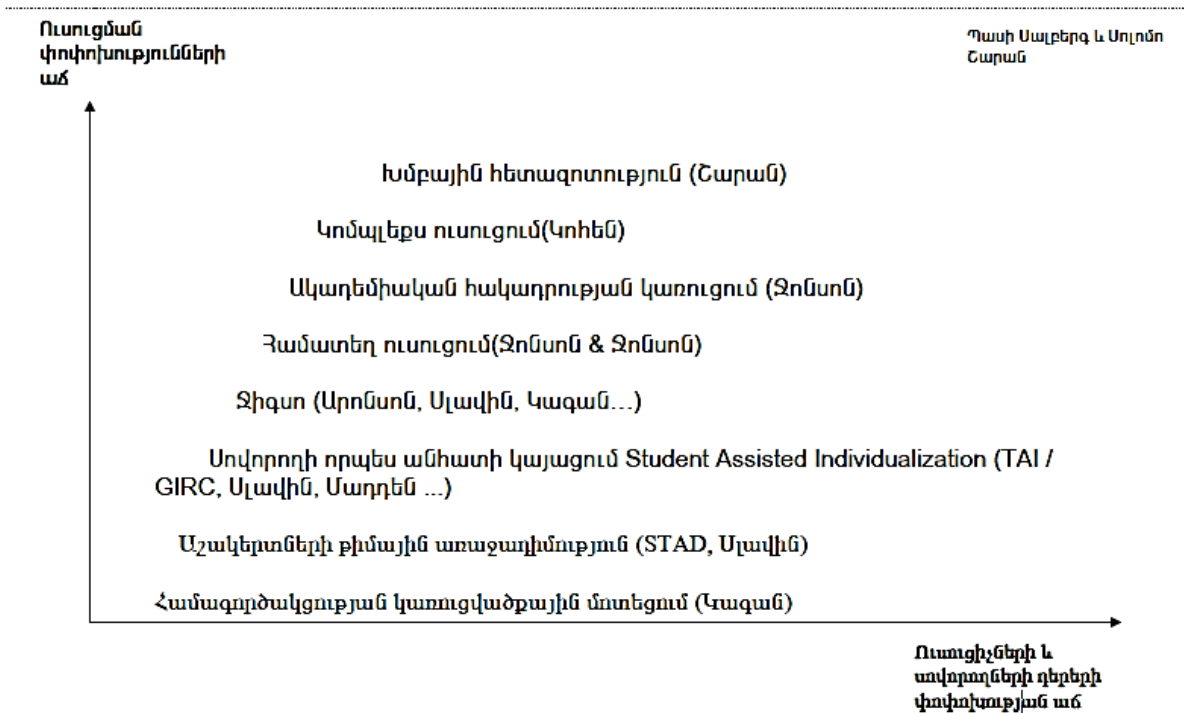 Ուսուցման
փոփոխությունների
աճ
Պասի Սալբերգ և Սոլոմո
Շարան
Խմբային հետազոտություն (Շարան)
Կոմպլեքս ուսուցում(Կոհեն)
Ակադեմիական հակադրության կառուցում (Ջոնսոն)
Համատեղ ուսուցում(Ջոնսոն & Ջոնսոն)
Ջիգսո (Արոնսոն, Սլավին, Կագան...)
Սովորողի որպես անհատի կայացում Student Assisted Individualization (TAI /
GIRC, Սլավին, Մադդեն ...)
Աշակերտների թիմային առաջադիմություն (STAD, Սլավին)
Համագործակցության կառուցվածքային մոտեցում (Կագան)
Ուսուցիչների և
սովորողների դերերի
փոփոխության աճ